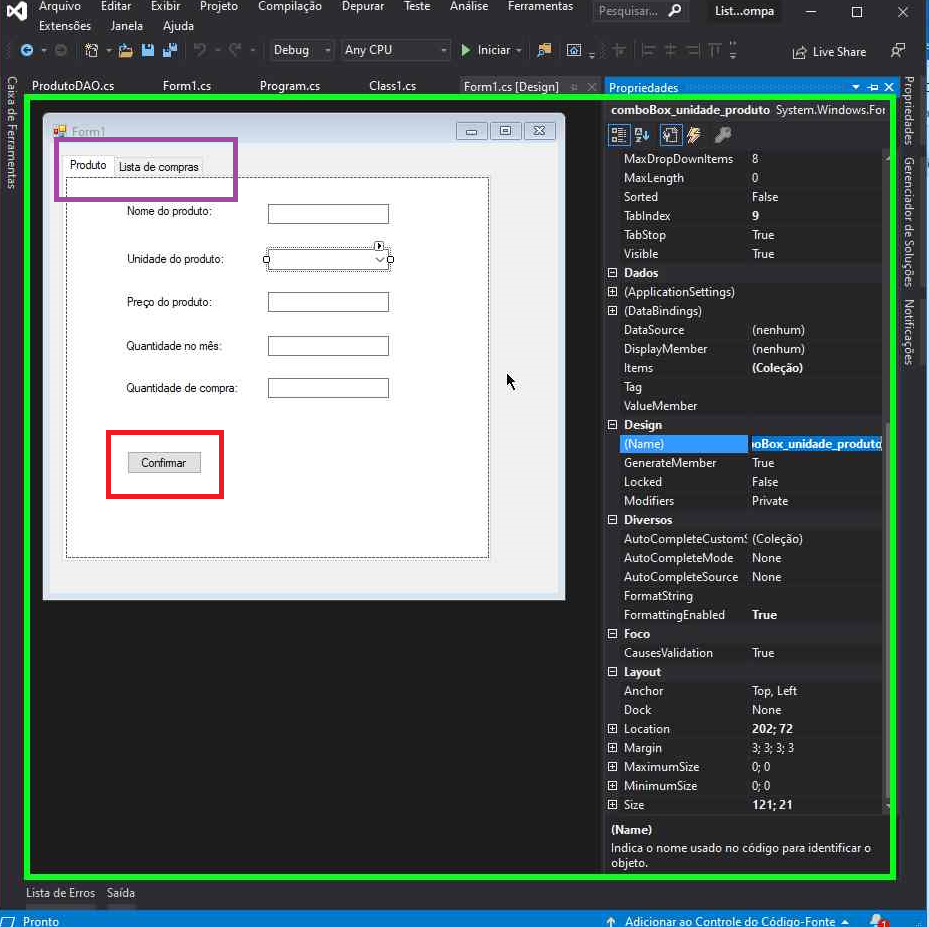 Arquivo Editar Exibir Projeto Compilação Depurar Teste Análise Ferramentas Pesquisar... List...ompa
Extensões Janela Ajuda
Debug Any CPU Iniciar Live Share
ProdutoDAO.cs Form1.cs Program.cs Class1.cs Form1.cs [Design]
Caixa de Ferramentas
Form1
Produto Lista de compras
Nome do produto:
Unidade do produto:
Preço do produto:
Quantidade no mês:
Quantidade de compra:
Confirmar
Propriedades
comboBox_unidade_produto System.Windows.For
MaxDropDownItems 8
MaxLength 0
Sorted False
TabIndex 9
TabStop True
Visible True
Dados
(ApplicationSettings)
(DataBindings)
DataSource (nenhum)
DisplayMember (nenhum)
Items (Coleção)
Tag
ValueMember
Design
(Name) oBox_unidade_produto
GenerateMember True
Locked False
Modifiers Private
Diversos
AutoCompleteCustomS (Coleção)
AutoCompleteMode None
AutoCompleteSource None
FormatString
FormattingEnabled True
Foco
CausesValidation True
Layout
Anchor Top, Left
Dock None
Location 202; 72
Margin 3; 3; 3; 3
MaximumSize 0; 0
MinimumSize 0; 0
Size 121; 21
(Name)
Indica o nome usado no código para identificar o
objeto.
Propriedades
Gerenciador de Soluções
Notificações
Lista de Erros Saída
Pronto Adicionar ao Controle do Código-Fonte 1